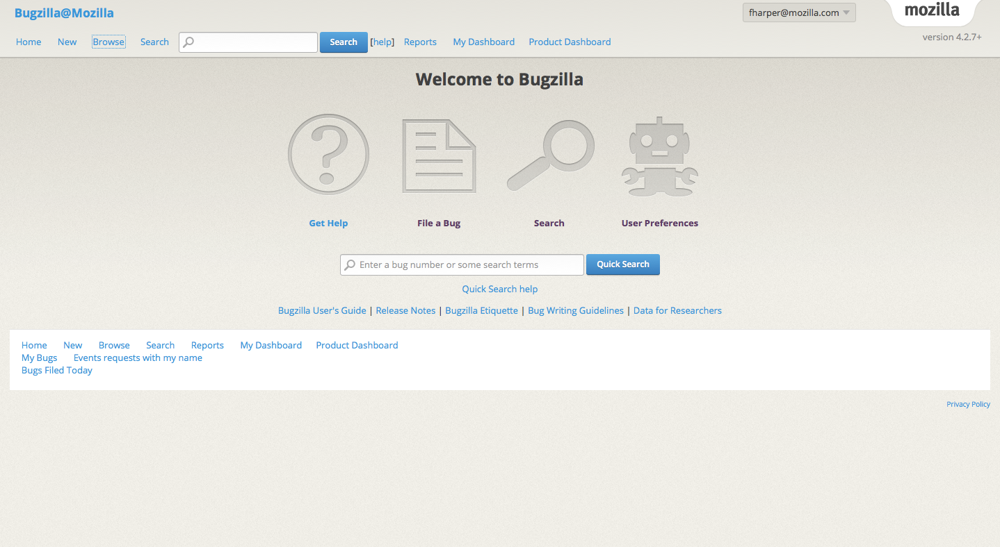 Bugzilla@Mozilla
fharper@mozilla.com
mozilla
version 4.2.7+
Home New Browse Search Search [help] Reports My Dashboard Product Dashboard
Welcome to Bugzilla
Get Help File a Bug Search User Preferences
Enter a bug number or some search terms Quick Search
Quick Search help
Bugzilla User's Guide | Release Notes | Bugzilla Etiquette | Bug Writing Guidelines | Data for Researchers
Home New Browse Search Reports My Dashboard Product Dashboard
My Bugs Events requests with my name
Bugs Filed Today
Privacy Policy